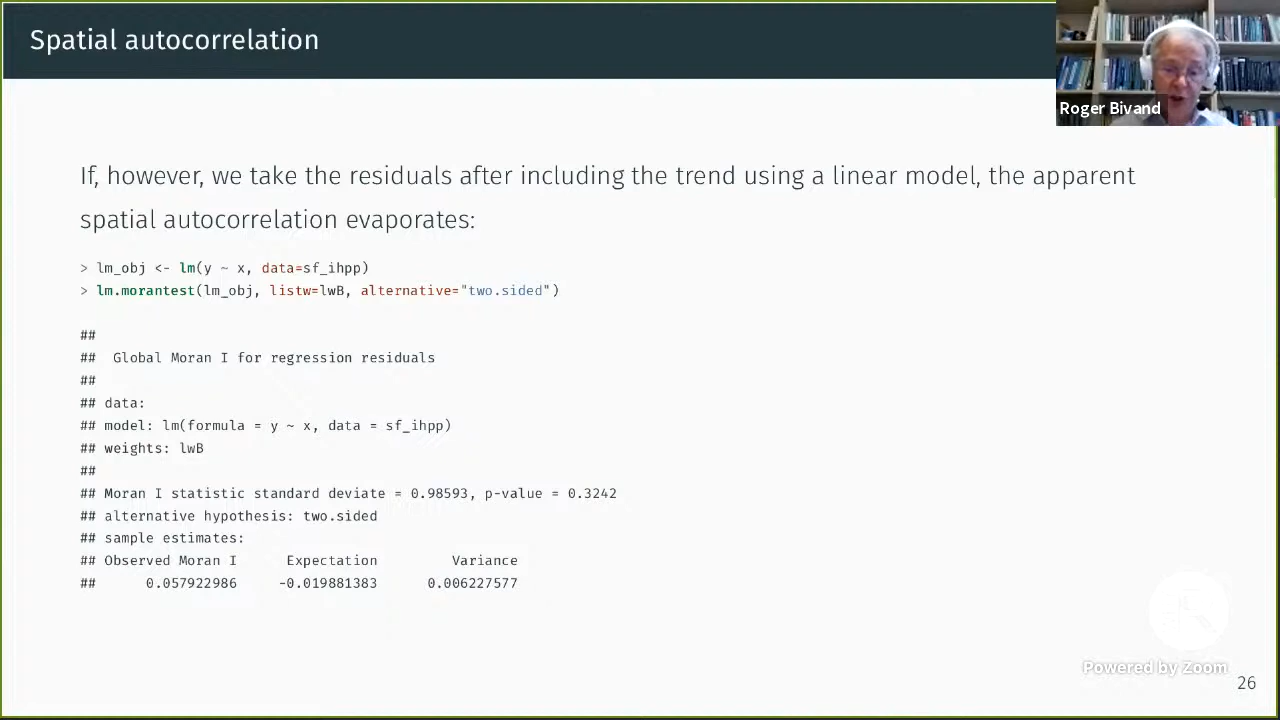 Spatial autocorrelation
Roger Bivand
If, however, we take the residuals after including the trend using a linear model, the apparent
spatial autocorrelation evaporates:
> lm_obj <- lm(y ~ x, data=sf_ihpp)
> lm.morantest(lm_obj, listw=lwB, alternative="two.sided")
##
## Global Moran I for regression residuals
##
## data:
## model: lm(formula = y ~ x, data = sf_ihpp)
## weights: lwB
##
## Moran I statistic standard deviate = 0.98593, p-value = 0.3242
## alternative hypothesis: two.sided
## sample estimates:
## Observed Moran I Expectation Variance
## 0.057922986 -0.019881383 0.006227577
Powered by Zoom
26